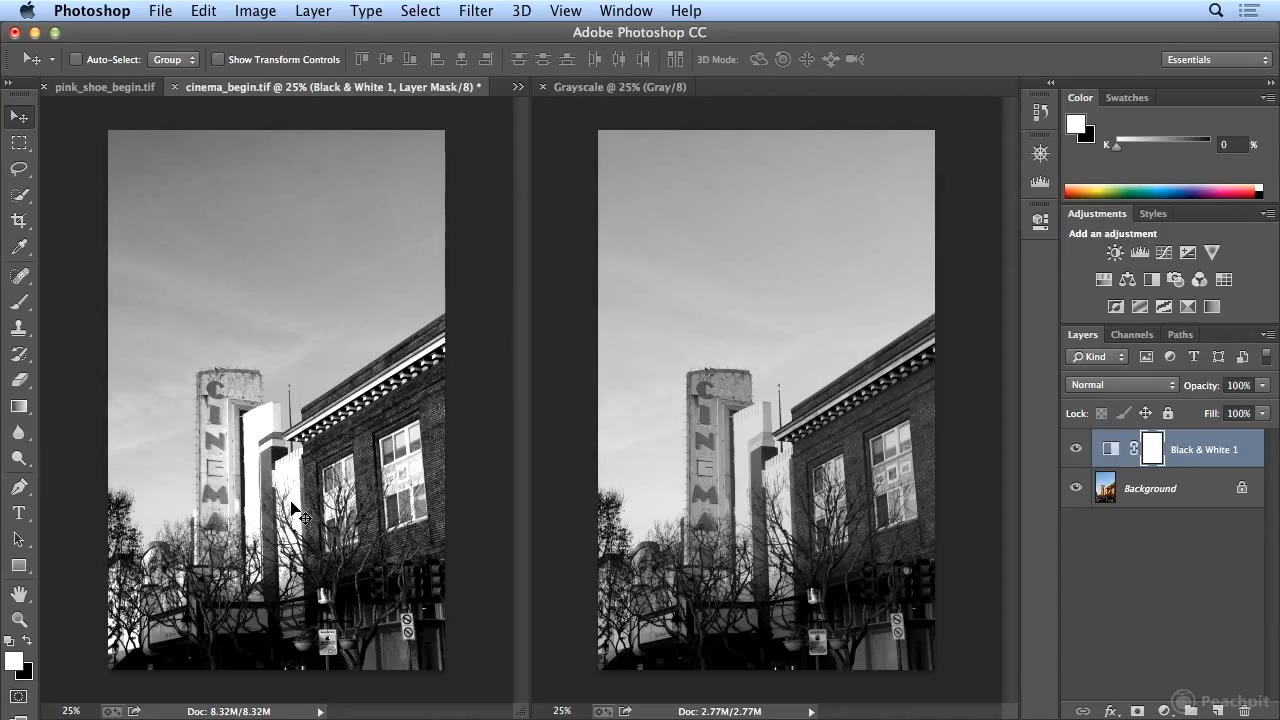 Photoshop File Edit Image Layer Type Select Filter 3D View Window Help
Adobe Photoshop CC
Auto-Select: Group Show Transform Controls 3D Mode: Essentials
× pink_shoe_begin.tif × cinema_begin.tif @ 25% (Black & White 1, Layer Mask/8) * >> × Grayscale @ 25% (Gray/8)
Color Swatches
K 0 %
Adjustments Styles
Add an adjustment
Layers Channels Paths
Kind
Normal Opacity: 100%
Lock: Fill: 100%
Black & White 1
Background
CINEMA
CINEMA
25% Doc: 8.32M/8.32M
25% Doc: 2.77M/2.77M
fx
Peachpit